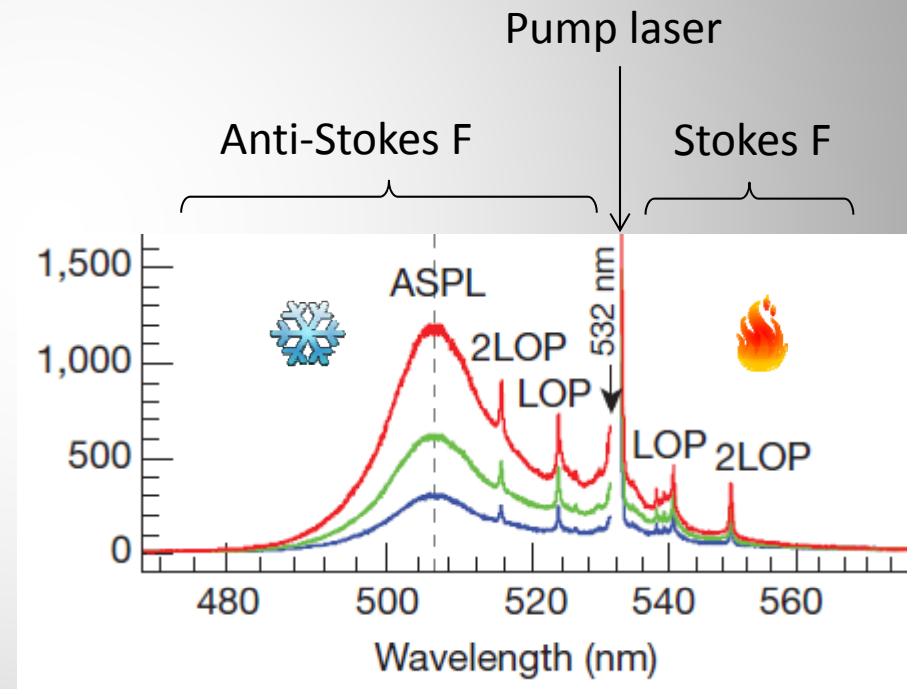 Pump laser
Anti-Stokes F
Stokes F
1,500
1,000
500
0
ASPL
2LOP
LOP
532 nm
LOP
2LOP
480
500
520
540
560
Wavelength (nm)